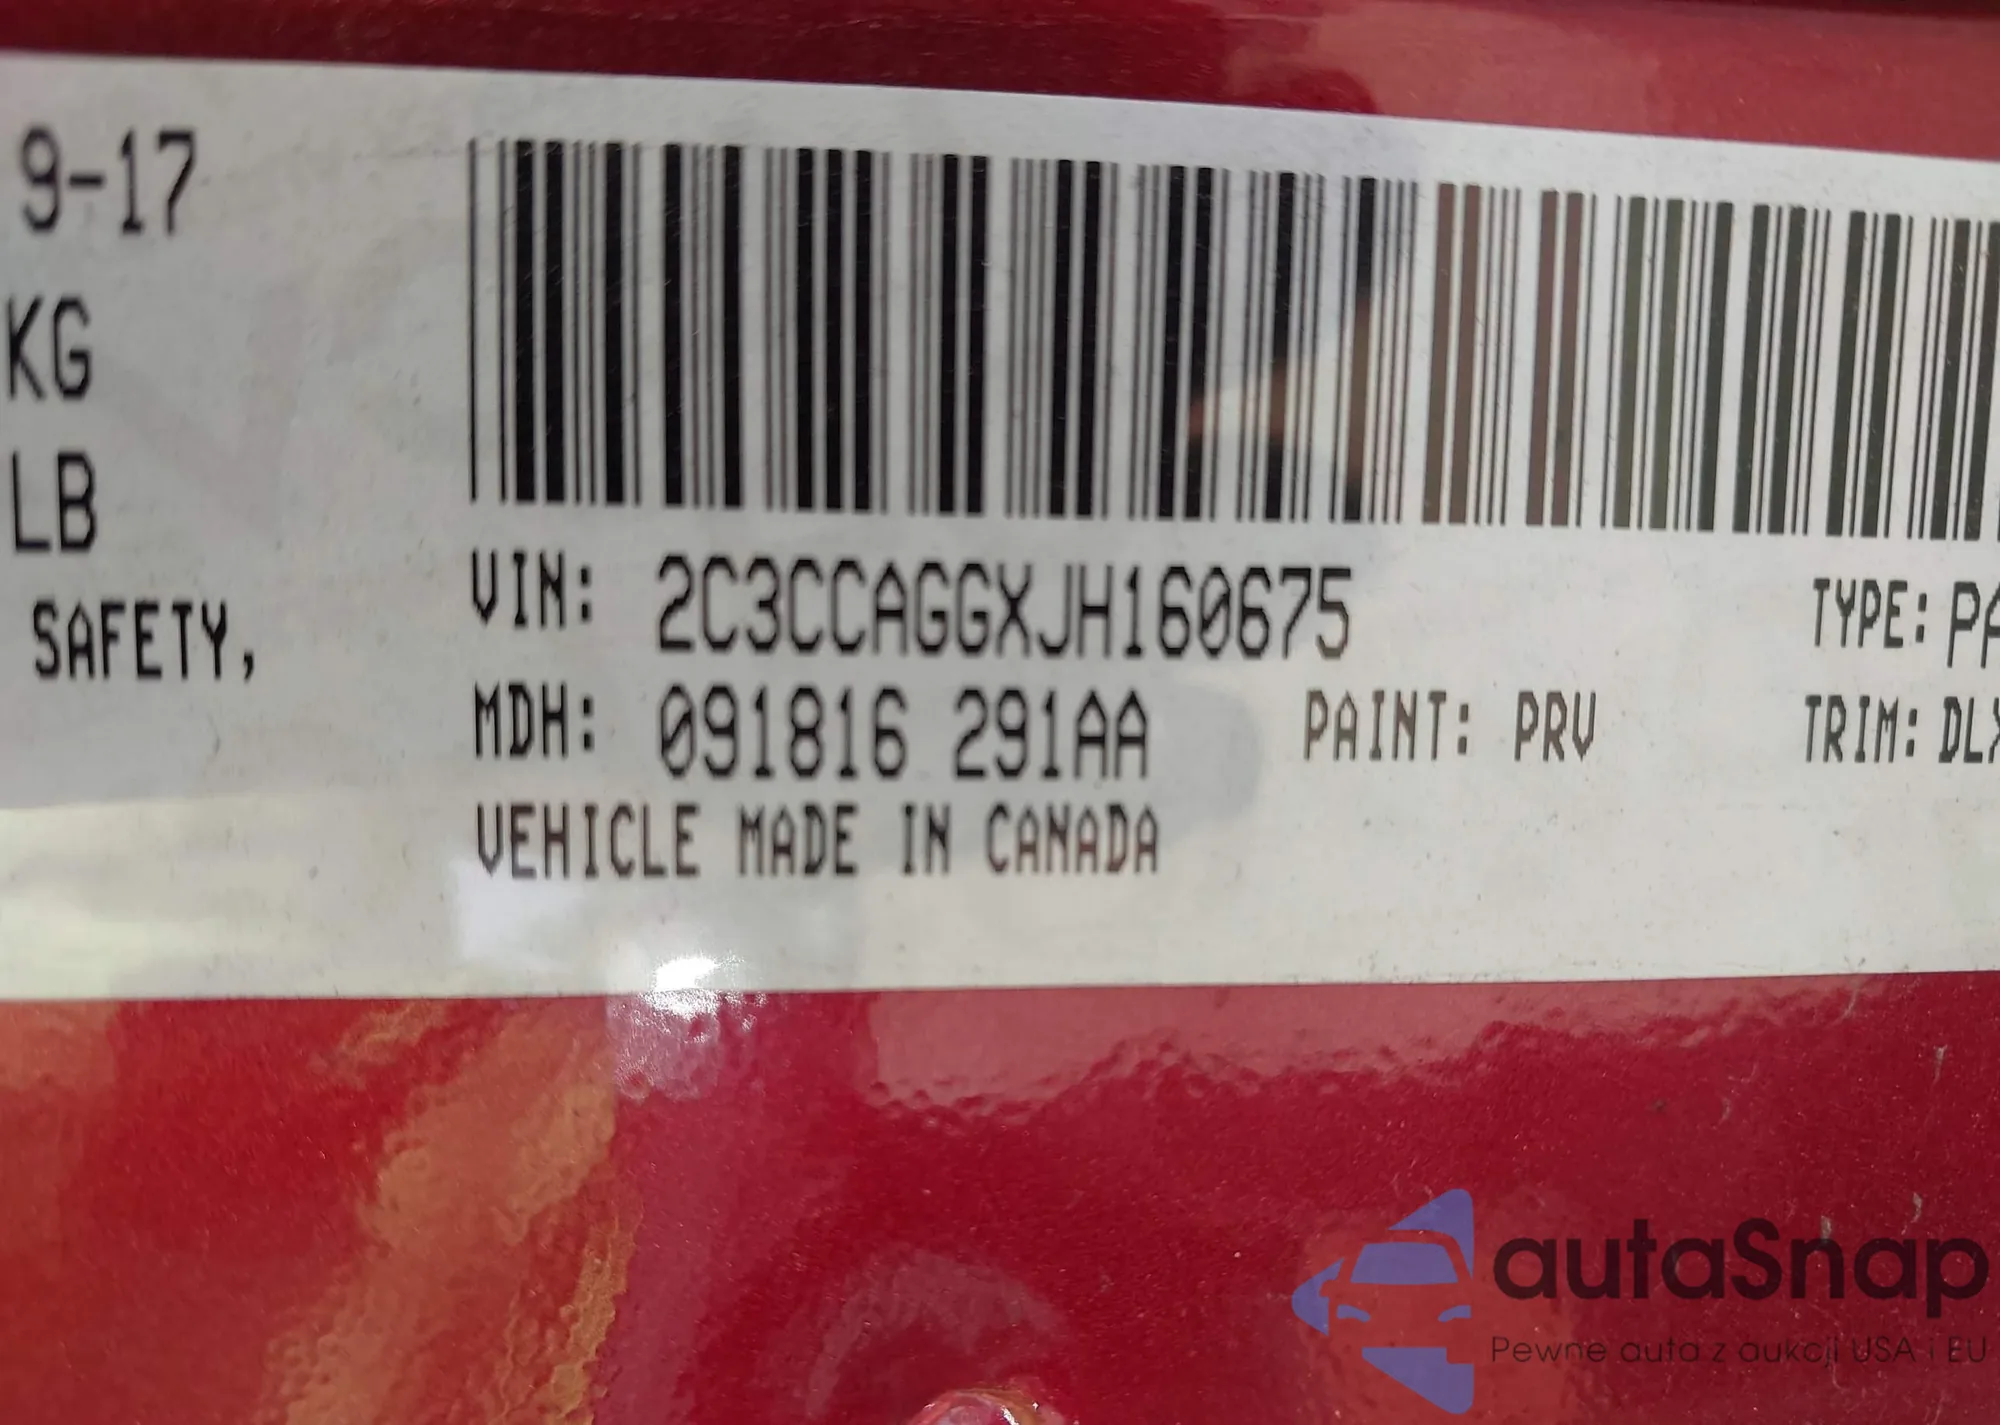 9-17
KG
LB
SAFETY,
VIN: 2C3CCAGGXJH160675
TYPE: PA
MDH: 091816 291AA
PAINT: PRV
TRIM: DLX
VEHICLE MADE IN CANADA
autaSnap
Pewne auta z aukcji USA i EU